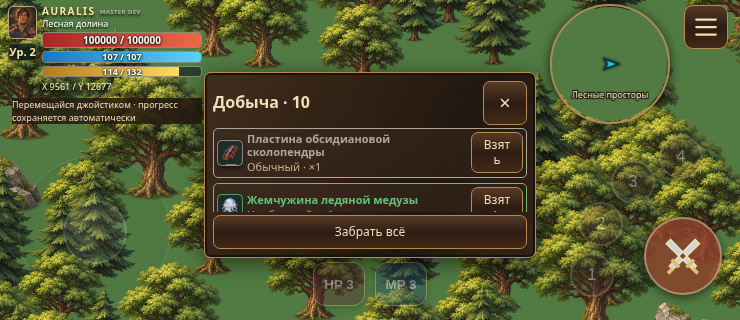 AURALIS MASTER DEV
Лесная долина
100000 / 100000
Ур. 2
107 / 107
114 / 132
X 9561 / Y 12677
Перемещайся джойстиком · прогресс
сохраняется автоматически
Добыча · 10
×
Пластина обсидиановой
сколопендры
Обычный · ×1
Взят
ь
Жемчужина ледяной медузы
Взят
Забрать всё
Лесные просторы
4
3
2
1
HP 3
MP 3